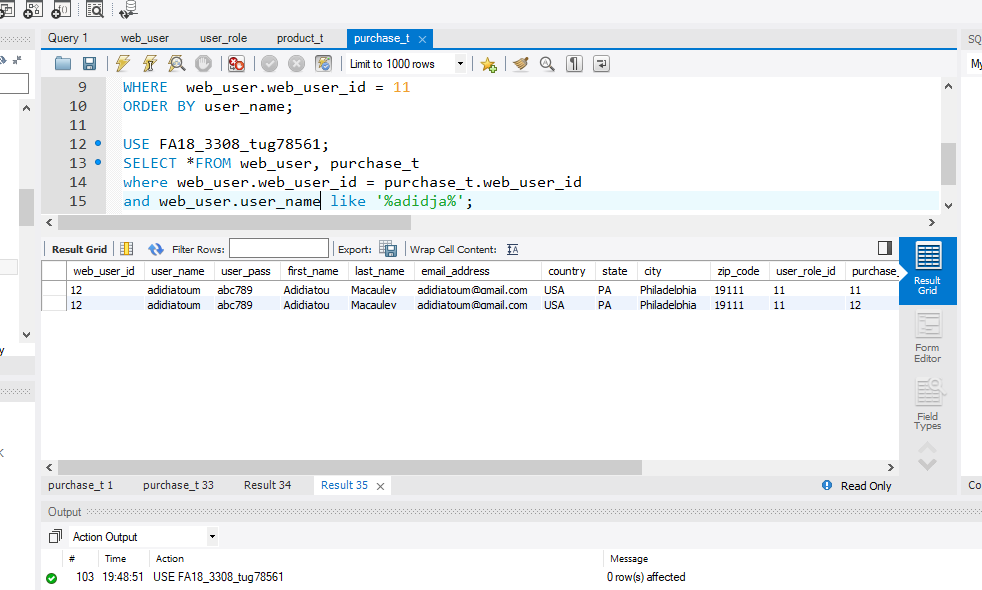 Query 1 web_user user_role product_t purchase_t
SQ
Limit to 1000 rows
My
9 WHERE  web_user.web_user_id = 11
10 ORDER BY user_name;
11
12 USE FA18_3308_tug78561;
13 SELECT *FROM web_user, purchase_t
14 where web_user.web_user_id = purchase_t.web_user_id
15 and web_user.user_name like '%adidja%';
Result Grid Filter Rows: Export: Wrap Cell Content:
web_user_id user_name user_pass first_name last_name email_address country state city zip_code user_role_id purchase_
12 adidiatoum abc789 Adidiatou Macauley adidiatoum@gmail.com USA PA Philadelphia 19111 11 11
12 adidiatoum abc789 Adidiatou Macauley adidiatoum@gmail.com USA PA Philadelphia 19111 11 12
Result
Grid
Form
Editor
Field
Types
purchase_t 1 purchase_t 33 Result 34 Result 35 Read Only
Co
Output
Action Output
# Time Action Message
103 19:48:51 USE FA18_3308_tug78561 0 row(s) affected